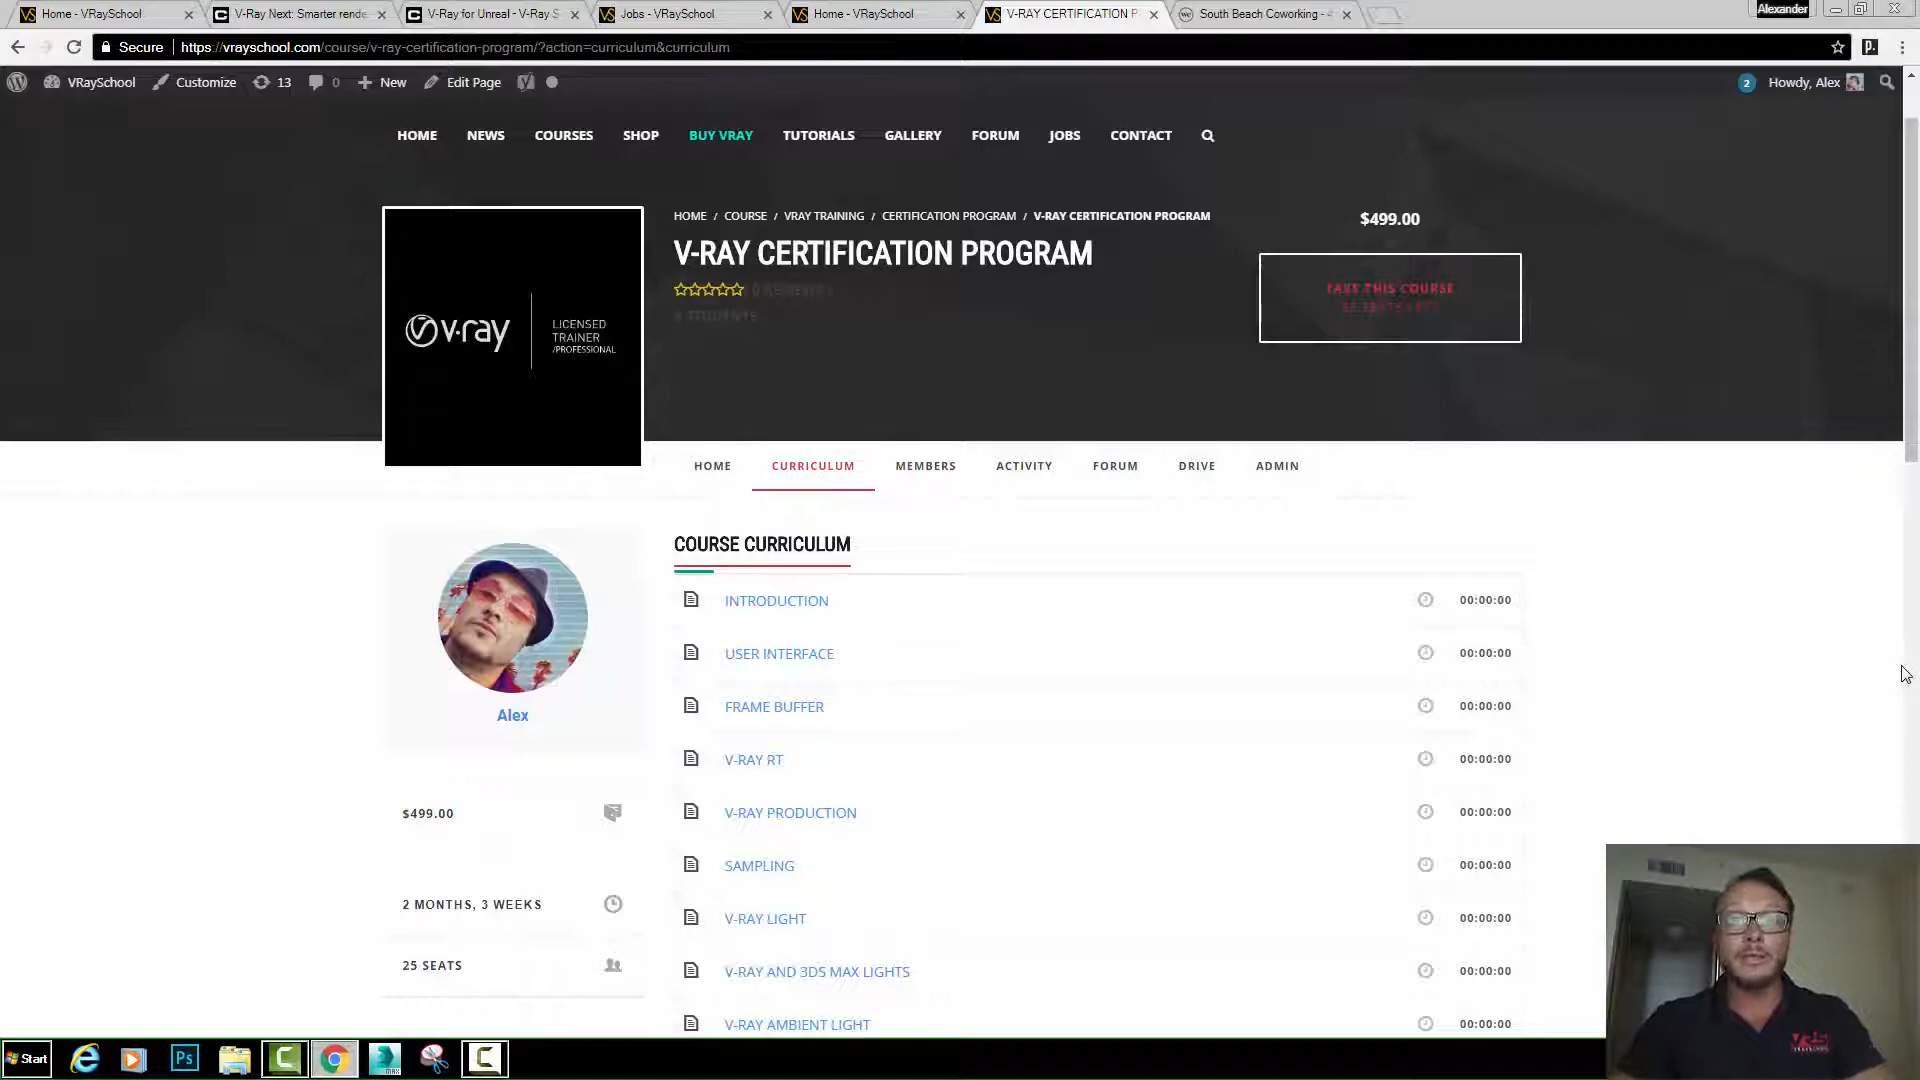 Home - VRaySchool
V-Ray Next: Smarter rende
V-Ray for Unreal - V-Ray S
Jobs - VRaySchool
Home - VRaySchool
V-RAY CERTIFICATION P
South Beach Coworking - 4
Alexander
Secure
https://vrayschool.com/course/v-ray-certification-program/?action=curriculum&curriculum
VRaySchool
Customize
13
0
New
Edit Page
2
Howdy, Alex
HOME
NEWS
COURSES
SHOP
BUY VRAY
TUTORIALS
GALLERY
FORUM
JOBS
CONTACT
HOME / COURSE / VRAY TRAINING / CERTIFICATION PROGRAM / V-RAY CERTIFICATION PROGRAM
$499.00
V-RAY CERTIFICATION PROGRAM
TAKE THIS COURSE
v·ray
LICENSED
TRAINER
/PROFESSIONAL
HOME
CURRICULUM
MEMBERS
ACTIVITY
FORUM
DRIVE
ADMIN
COURSE CURRICULUM
INTRODUCTION 00:00:00
USER INTERFACE 00:00:00
FRAME BUFFER 00:00:00
V-RAY RT 00:00:00
V-RAY PRODUCTION 00:00:00
SAMPLING 00:00:00
V-RAY LIGHT 00:00:00
V-RAY AND 3DS MAX LIGHTS 00:00:00
V-RAY AMBIENT LIGHT 00:00:00
Alex
$499.00
2 MONTHS, 3 WEEKS
25 SEATS
Start
Ps
MAX